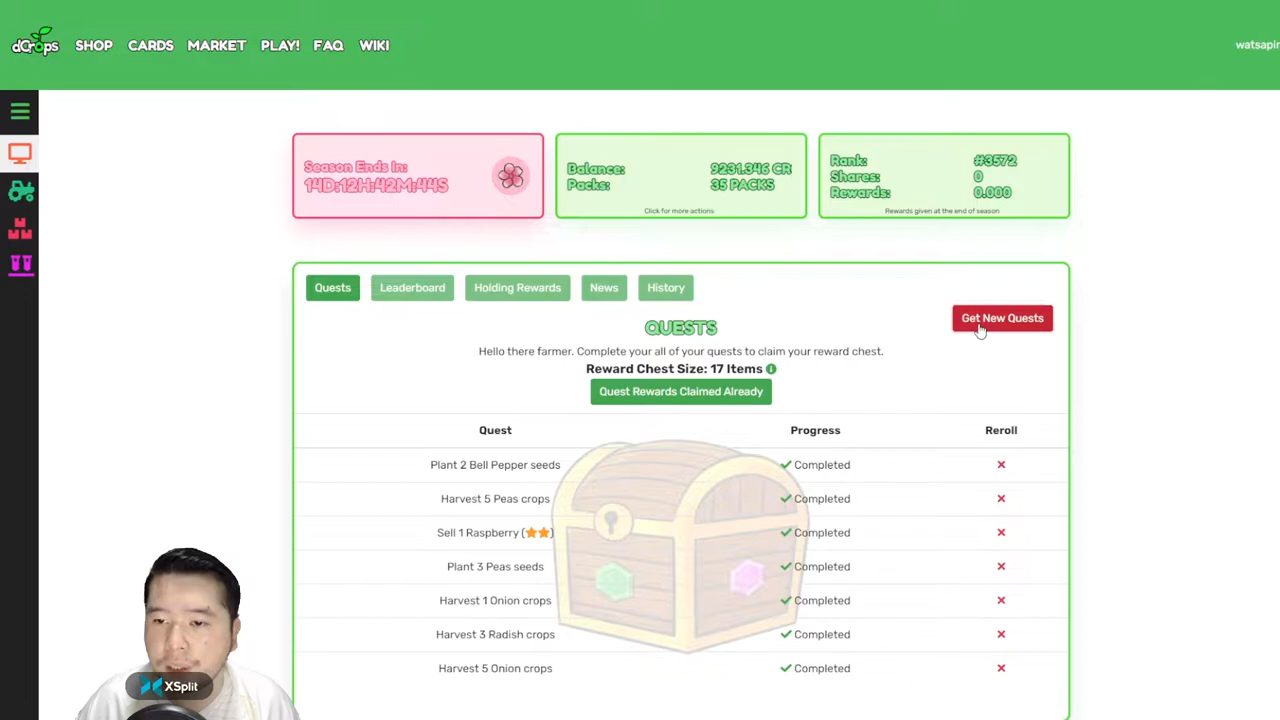 dCrops SHOP CARDS MARKET PLAY! FAQ WIKI
watsapin
Season Ends In:
14D:12H:42M:44S
Balance: 9231.346 CR
Packs: 35 PACKS
Click for more actions
Rank: #3572
Shares: 0
Rewards: 0.000
Rewards given at the end of season
Quests Leaderboard Holding Rewards News History
Get New Quests
QUESTS
Hello there farmer. Complete your all of your quests to claim your reward chest.
Reward Chest Size: 17 Items
Quest Rewards Claimed Already
Quest Progress Reroll
Plant 2 Bell Pepper seeds Completed
Harvest 5 Peas crops Completed
Sell 1 Raspberry (★★) Completed
Plant 3 Peas seeds Completed
Harvest 1 Onion crops Completed
Harvest 3 Radish crops Completed
Harvest 5 Onion crops Completed
XSplit